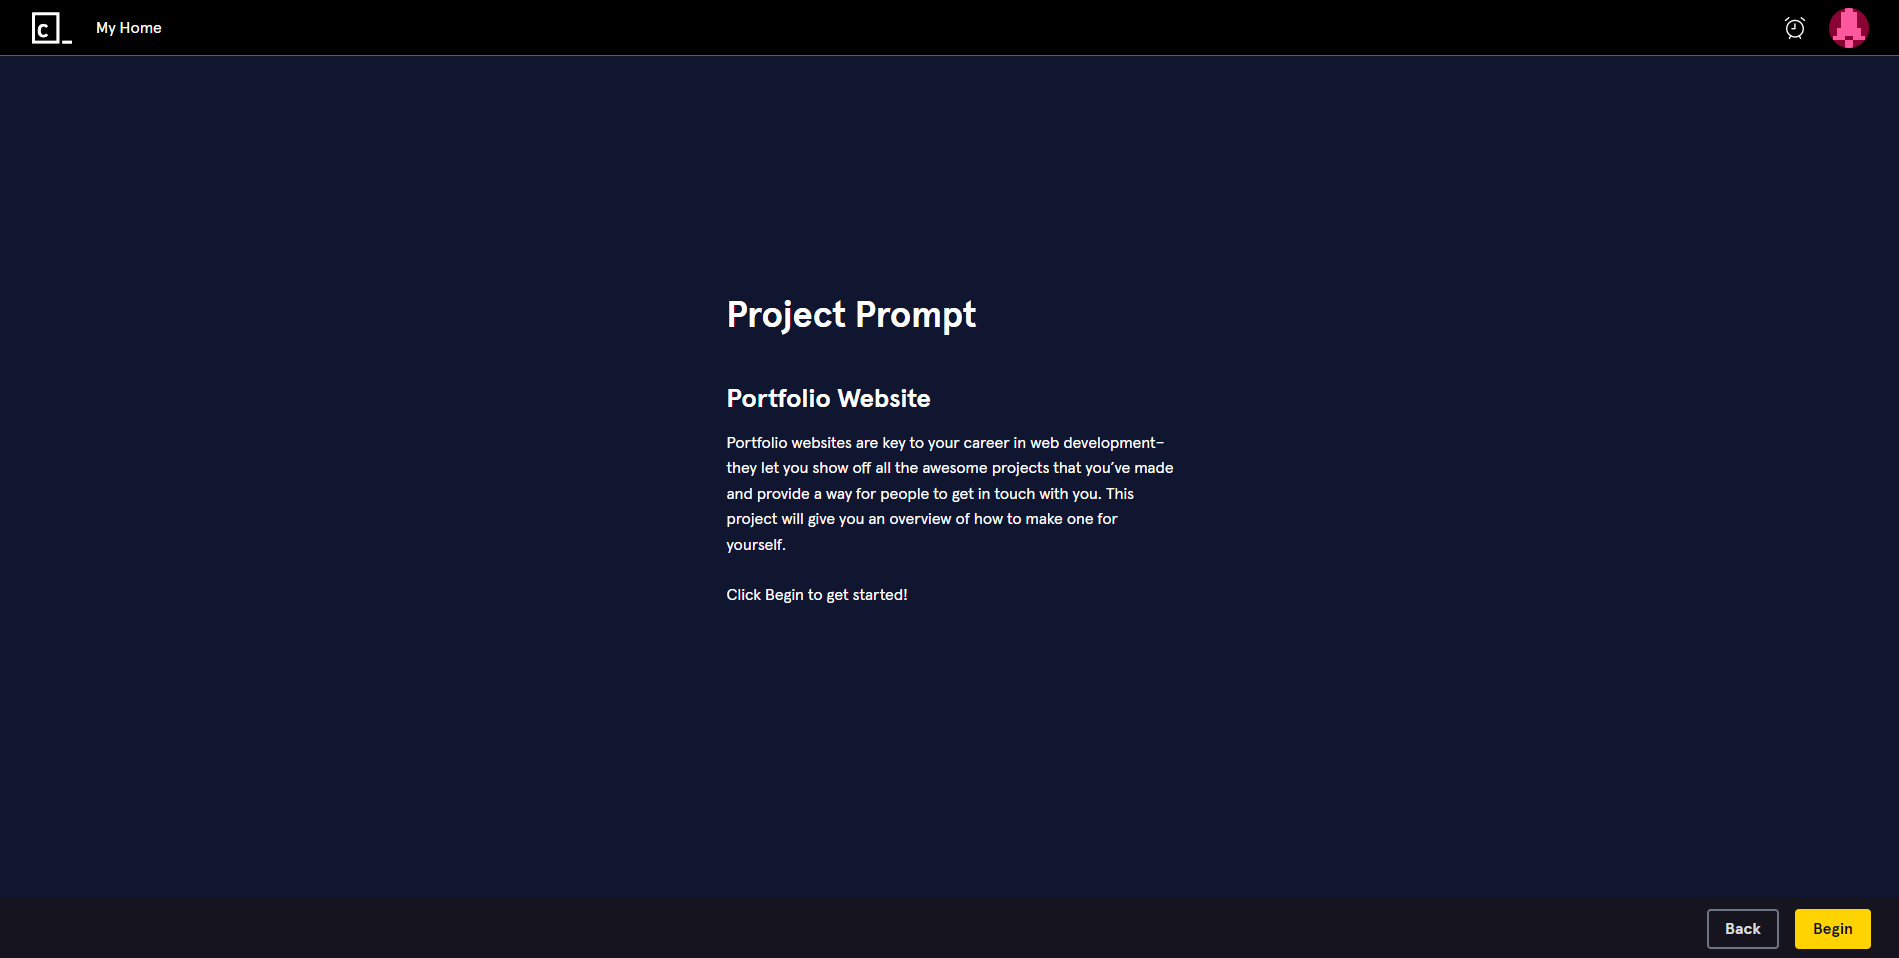 C_
My Home
Project Prompt
Portfolio Website
Portfolio websites are key to your career in web development–
they let you show off all the awesome projects that you’ve made
and provide a way for people to get in touch with you. This
project will give you an overview of how to make one for
yourself.
Click Begin to get started!
Back
Begin